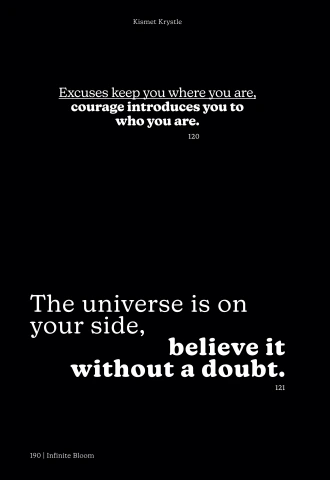 Kismet Krystle
Excuses keep you where you are,
courage introduces you to
who you are.
120
The universe is on
your side,
believe it
without a doubt.
121
190 | Infinite Bloom